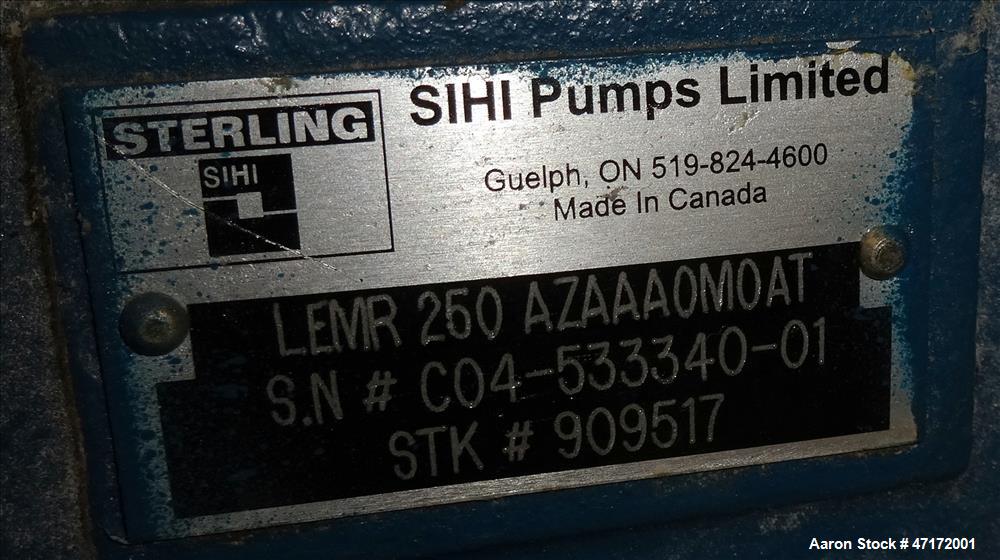 STERLING
SIHI
SIHI Pumps Limited
Guelph, ON 519-824-4600
Made In Canada
LEMR 250 AZAAA0M0AT
S.N # C04-533340-01
STK # 909517
Aaron Stock # 47172001